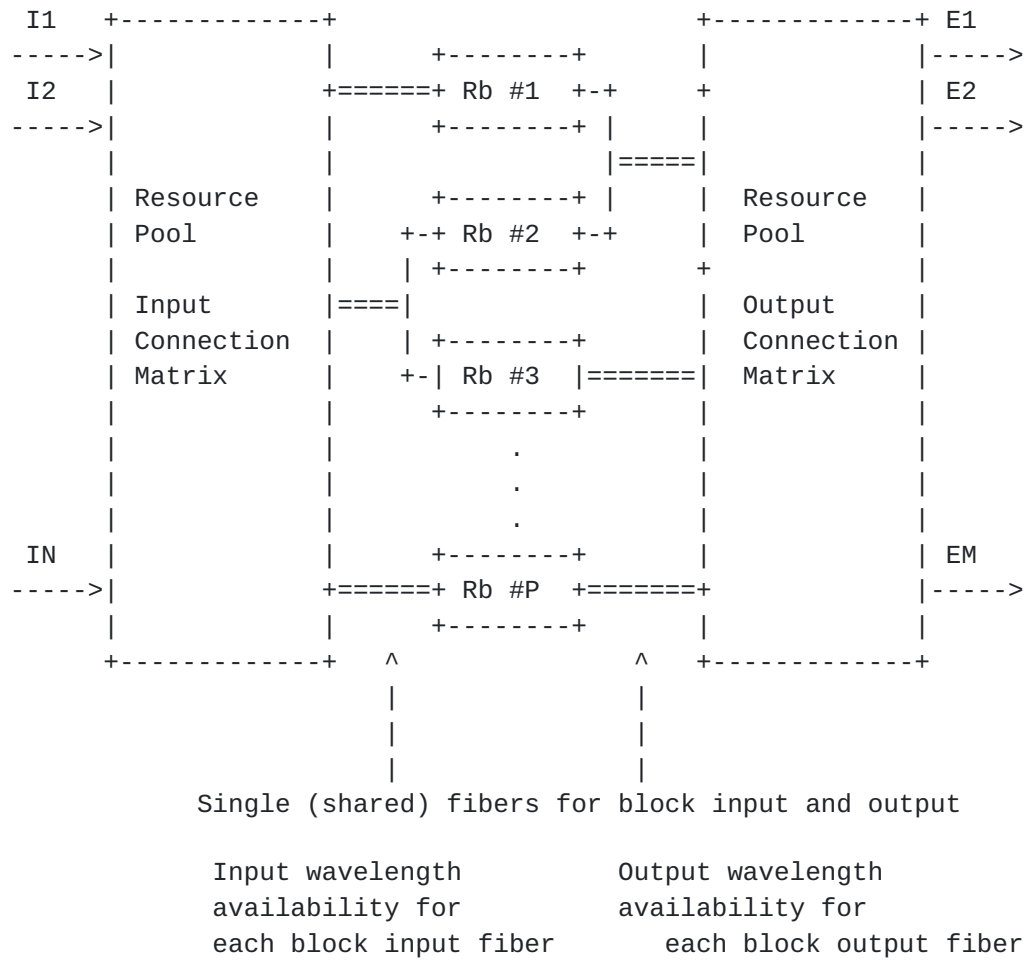 I1   +-------------+                       +-------------+ E1
----->|             |      +--------+       |             |----->
 I2   |             +======+ Rb #1  +-+     +             | E2
----->|             |      +--------+ |     |             |----->
      |             |                 |=====|             |
      | Resource    |      +--------+ |     |  Resource   |
      | Pool        |    +-+ Rb #2  +-+     |  Pool       |
      |             |    | +--------+       +             |
      | Input       |====|                  |  Output     |
      | Connection  |    | +--------+       |  Connection |
      | Matrix      |    +-| Rb #3  |=======|  Matrix     |
      |             |      +--------+       |             |
      |             |           .           |             |
      |             |           .           |             |
      |             |           .           |             |
 IN   |             |      +--------+       |             | EM
----->|             +======+ Rb #P  +=======+             |----->
      |             |      +--------+       |             |
      +-------------+   ^               ^   +-------------+
                        |               |
                        |               |
                        |               |
            Single (shared) fibers for block input and output

             Input wavelength          Output wavelength
             availability for          availability for
             each block input fiber       each block output fiber